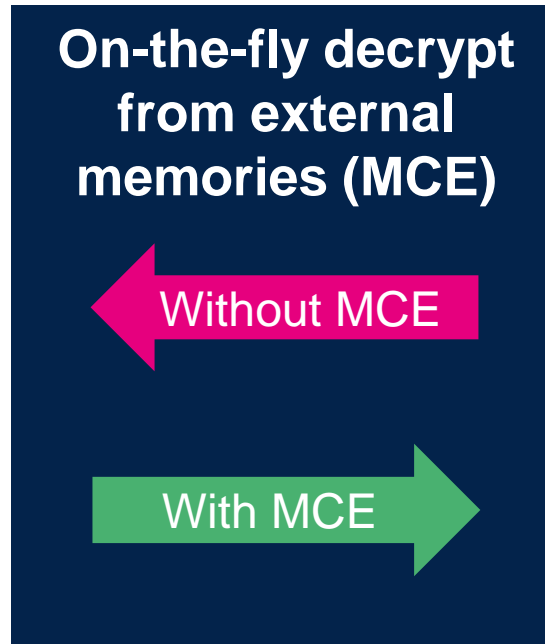 On-the-fly decrypt
from external
memories (MCE)
Without MCE
With MCE